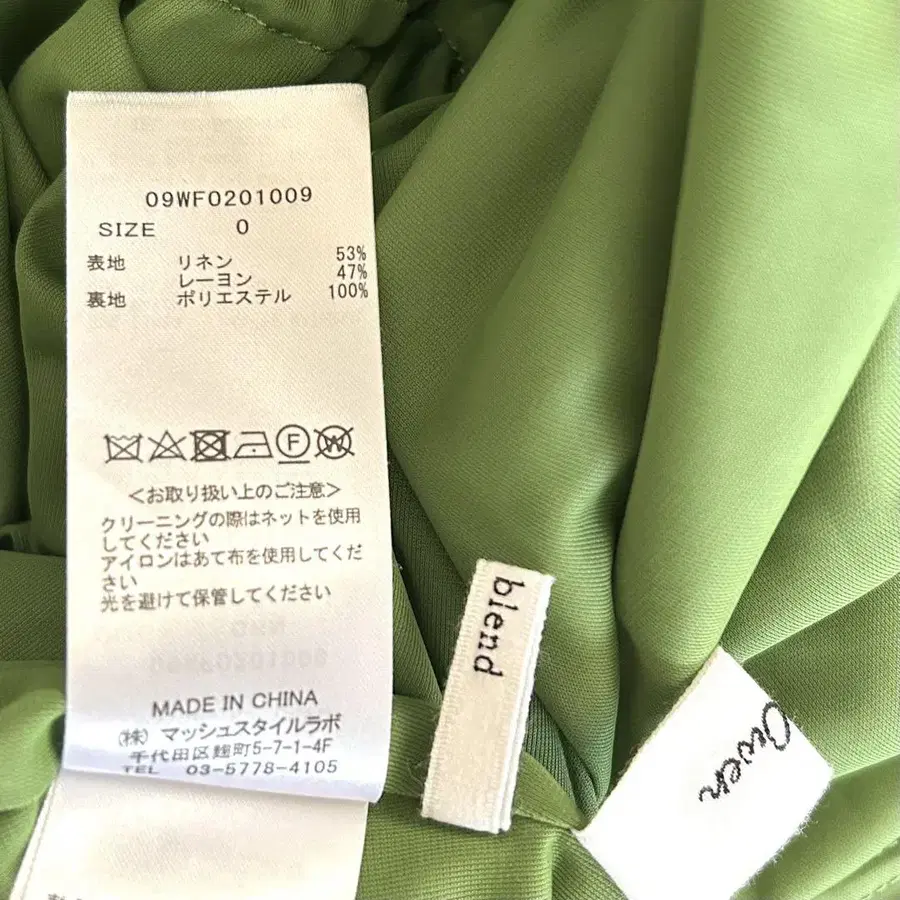 09WF0201009
SIZE 0
表地 リネン 53%
レーヨン 47%
裏地 ポリエステル 100%
F W
<お取り扱い上のご注意>
クリーニングの際はネットを使用
してください
アイロンはあて布を使用してくだ
さい
光を避けて保管してください
MADE IN CHINA
(株) マッシュスタイルラボ
千代田区麹町5-7-1-4F
TEL 03-5778-4105
blend
Owen